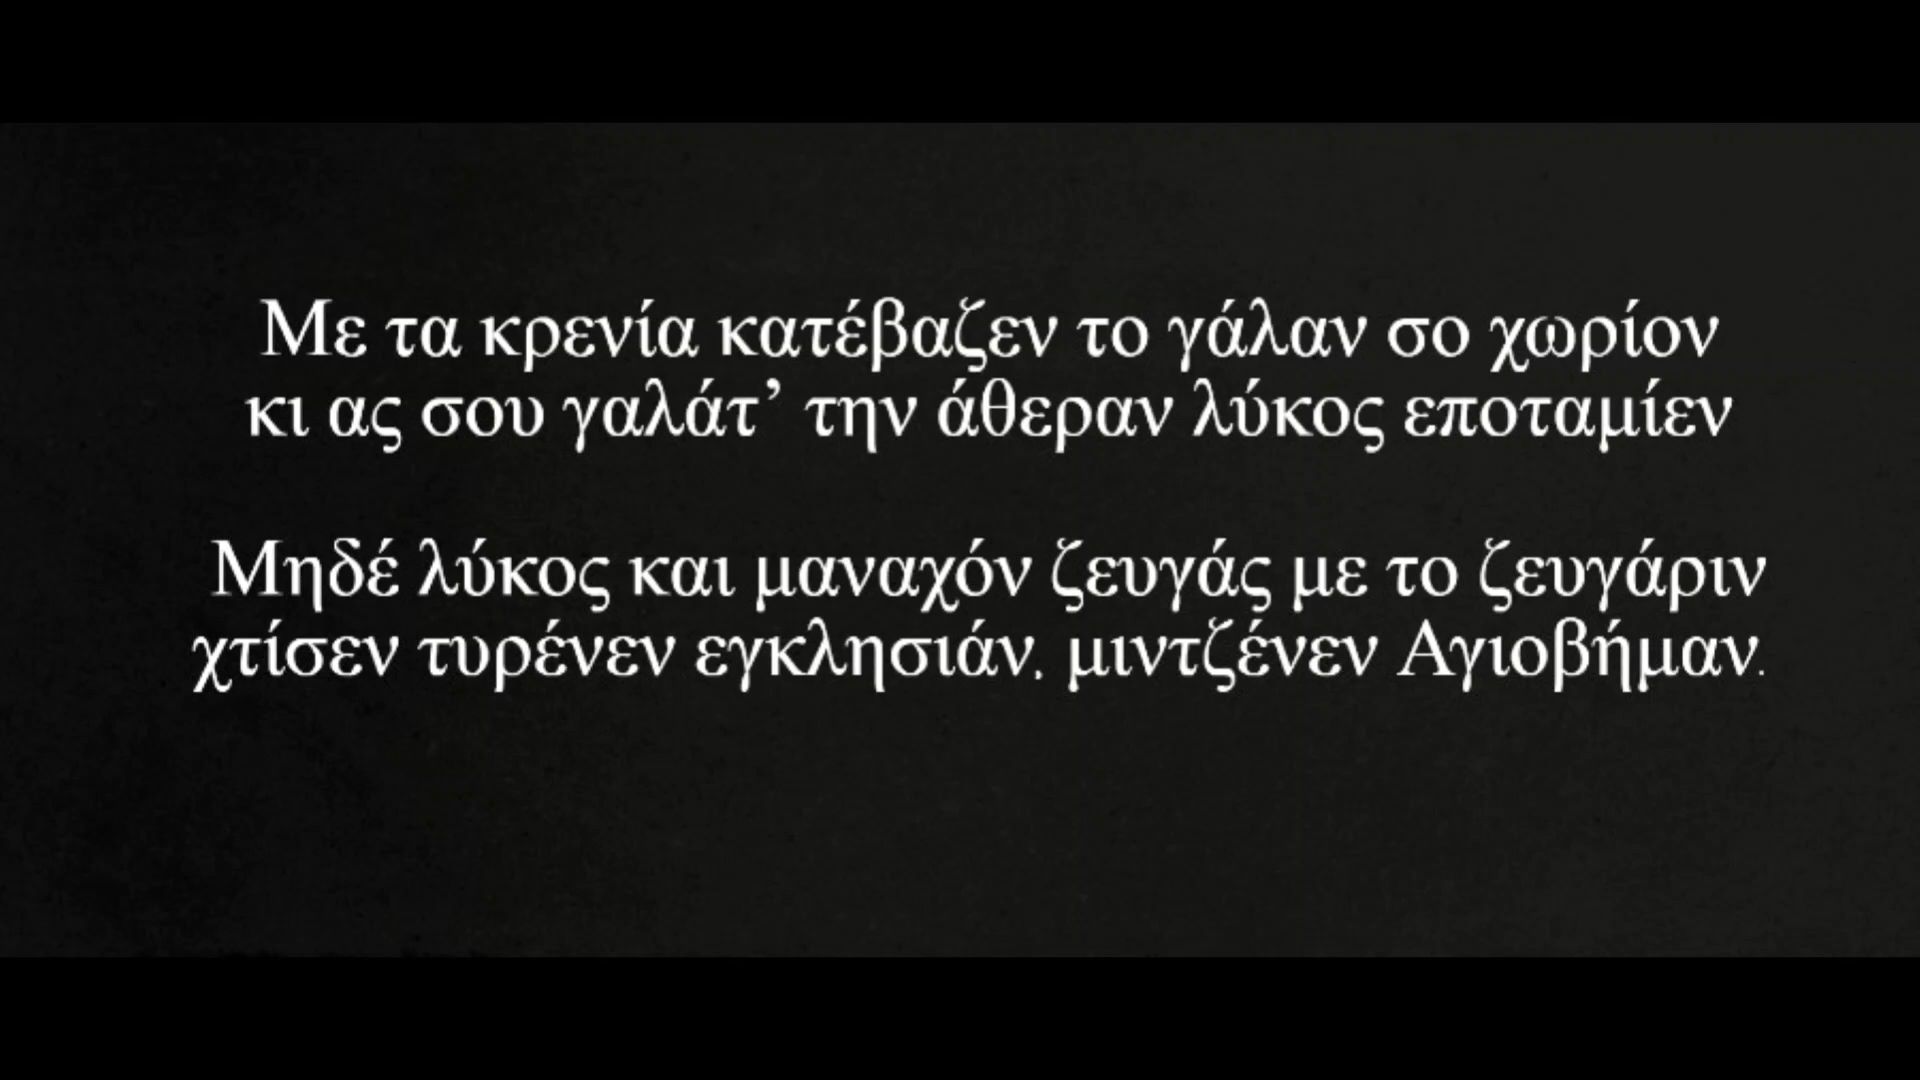 Με τα κρενία κατέβαζεν το γάλαν σο χωρίον
κι ας σου γαλάτ’ την άθεραν λύκος εποταμίεν
Μηδέ λύκος και μαναχόν ζευγάς με το ζευγάριν
χτίσεν τυρένεν εγκλησιάν, μιντζένεν Αγιοβήμαν.